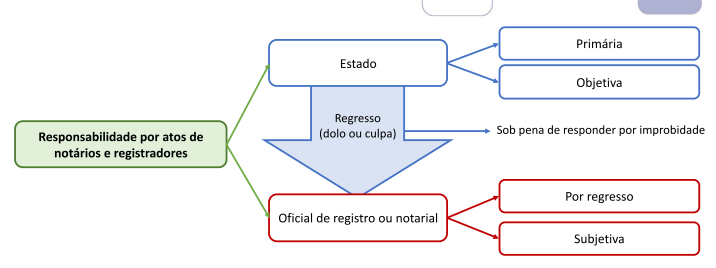 Responsabilidade por atos de
notários e registradores
Estado
Primária
Objetiva
Regresso
(dolo ou culpa)
Sob pena de responder por improbidade
Oficial de registro ou notarial
Por regresso
Subjetiva